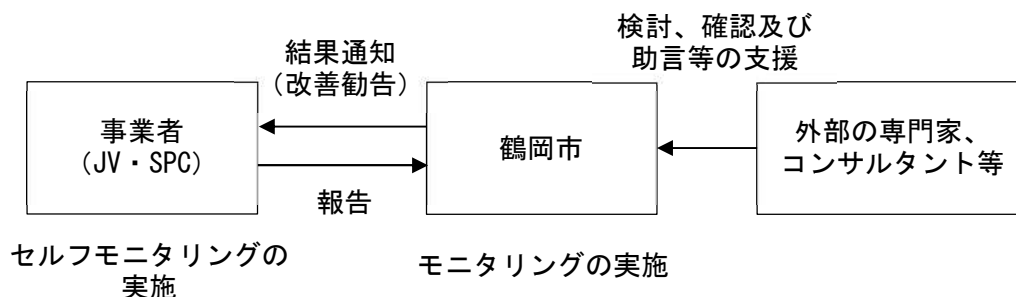 検討、確認及び
助言等の支援
結果通知
（改善勧告）
事業者
（JV・SPC）
鶴岡市
外部の専門家、
コンサルタント等
報告
セルフモニタリングの
実施
モニタリングの実施